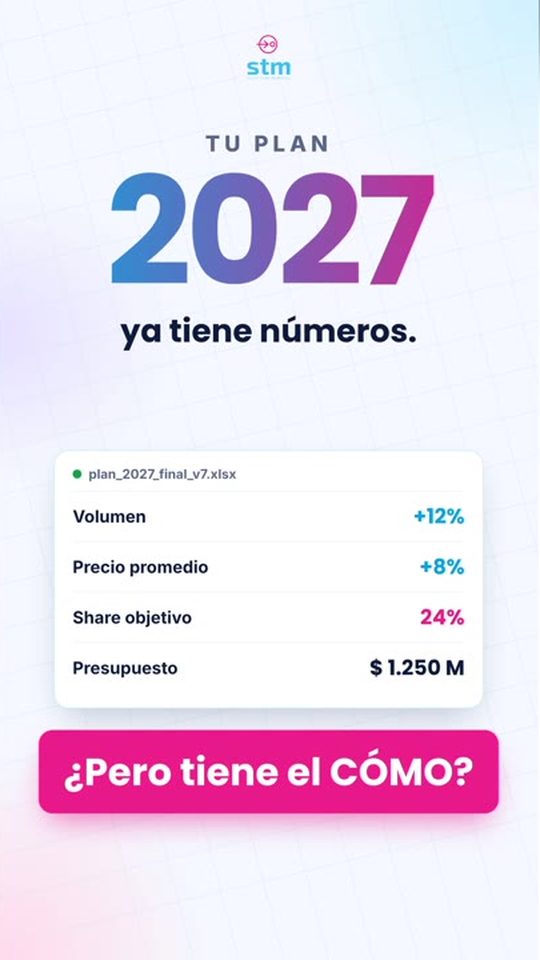 stm
TU PLAN
2027
ya tiene números.
plan_2027_final_v7.xlsx
Volumen +12%
Precio promedio +8%
Share objetivo 24%
Presupuesto $ 1.250 M
¿Pero tiene el CÓMO?